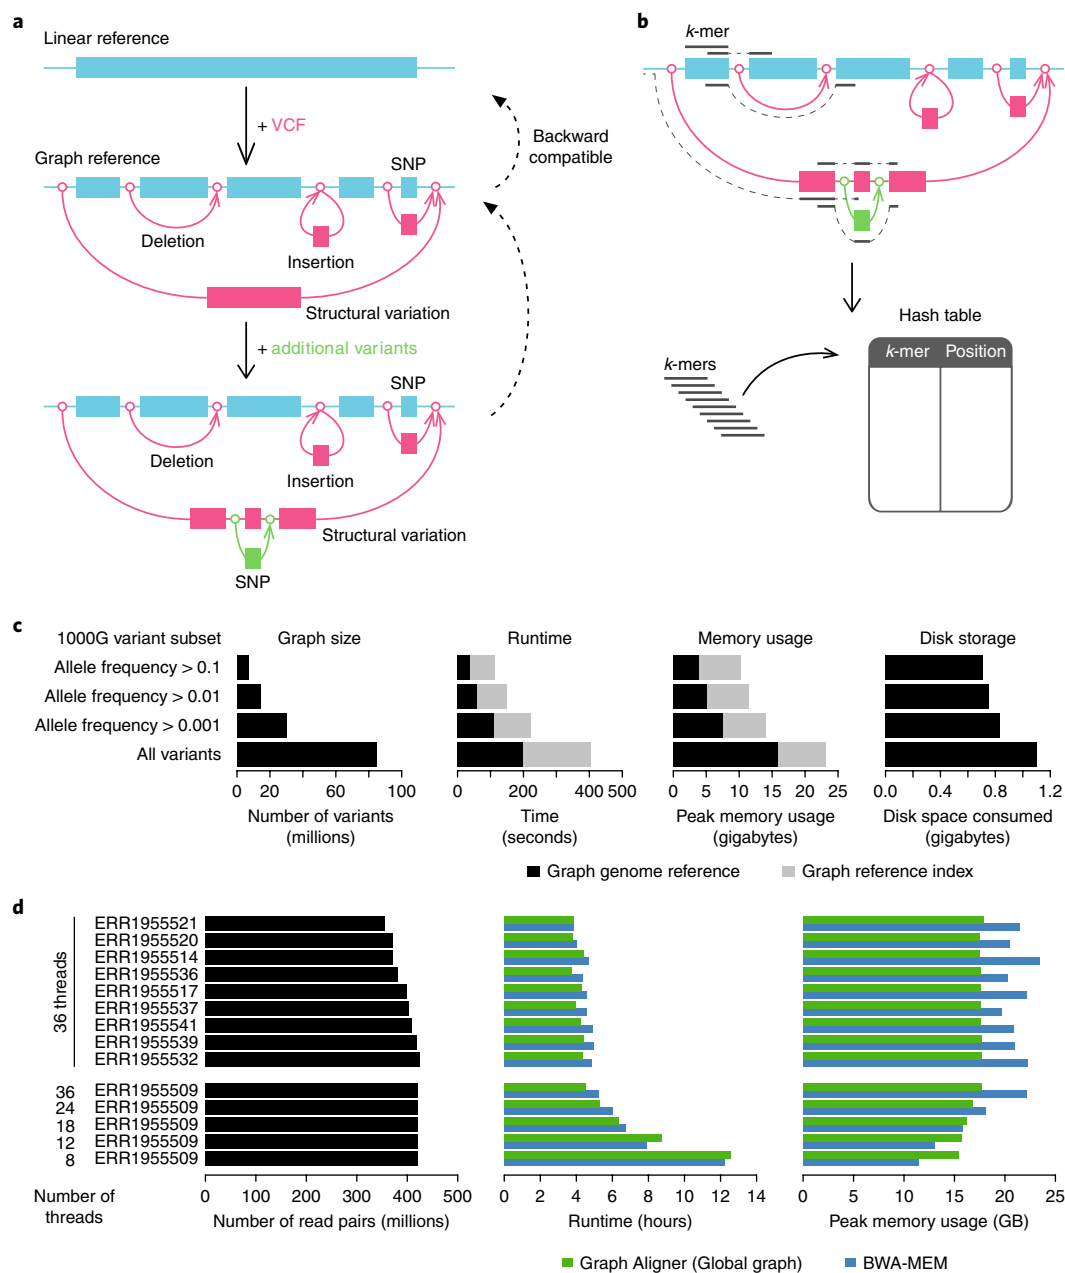 a
Linear reference
+ VCF
Graph reference
SNP
Backward
compatible
Deletion
Insertion
Structural variation
+ additional variants
SNP
Deletion
Insertion
Structural variation
SNP
b
k-mer
Hash table
k-mer Position
k-mers
c
1000G variant subset Graph size Runtime Memory usage Disk storage
Allele frequency > 0.1
Allele frequency > 0.01
Allele frequency > 0.001
All variants
0 20 60 100 0 200 400 500 0 5 10 15 20 25 0.0 0.4 0.8 1.2
Number of variants Time Peak memory usage Disk space consumed
(millions) (seconds) (gigabytes) (gigabytes)
Graph genome reference Graph reference index
d
36 threads
ERR1955521
ERR1955520
ERR1955514
ERR1955536
ERR1955517
ERR1955537
ERR1955541
ERR1955539
ERR1955532
36 ERR1955509
24 ERR1955509
18 ERR1955509
12 ERR1955509
8 ERR1955509
0 100 200 300 400 500 0 2 4 6 8 10 12 14 0 5 10 15 20 25
Number of
threads
Number of read pairs (millions) Runtime (hours) Peak memory usage (GB)
Graph Aligner (Global graph) BWA-MEM